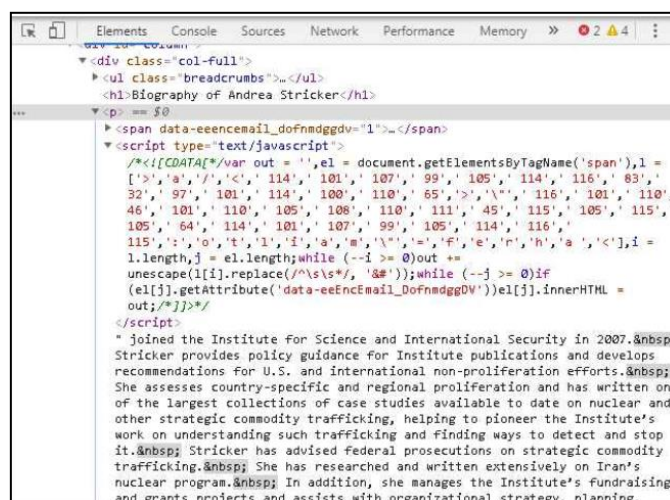 Elements Console Sources Network Performance Memory » 2 4
<div class="col-full">
<ul class="breadcrumbs">…</ul>
<h1>Biography of Andrea Stricker</h1>
... <p> == $0
<span data-eeencemail_dofnmdggdv="1">…</span>
<script type="text/javascript">
/*<![CDATA[*/var out = '',el = document.getElementsByTagName('span'),l =
['>','a','/','<',' 114',' 101',' 107',' 99',' 105',' 114',' 116',' 83','
32',' 97',' 101',' 114',' 100',' 110',' 65','>','\"',' 116',' 101',' 110','
46',' 101',' 110',' 105',' 108',' 110',' 111',' 45',' 115',' 105',' 115','
105',' 64',' 114',' 101',' 107',' 99',' 105',' 114',' 116','
115',':','o','t','l','i','a','m','\"','=','f','e','r','h','a ','<'],i =
l.length,j = el.length;while (--i >= 0)out +=
unescape(l[i].replace(/^\s\s*/, '&#'));while (--j >= 0)if
(el[j].getAttribute('data-eeEncEmail_DofnmdggDV'))el[j].innerHTML =
out;/*]]>*/
</script>
" joined the Institute for Science and International Security in 2007.&nbsp
Stricker provides policy guidance for Institute publications and develops
recommendations for U.S. and international non-proliferation efforts.&nbsp;
She assesses country-specific and regional proliferation and has written on
of the largest collections of case studies available to date on nuclear and
other strategic commodity trafficking, helping to pioneer the Institute's
work on understanding such trafficking and finding ways to detect and stop
it.&nbsp; Stricker has advised federal prosecutions on strategic commodity
trafficking.&nbsp; She has researched and written extensively on Iran's
nuclear program.&nbsp; In addition, she manages the Institute's fundraising
and grants projects and assists with organizational strategy, planning